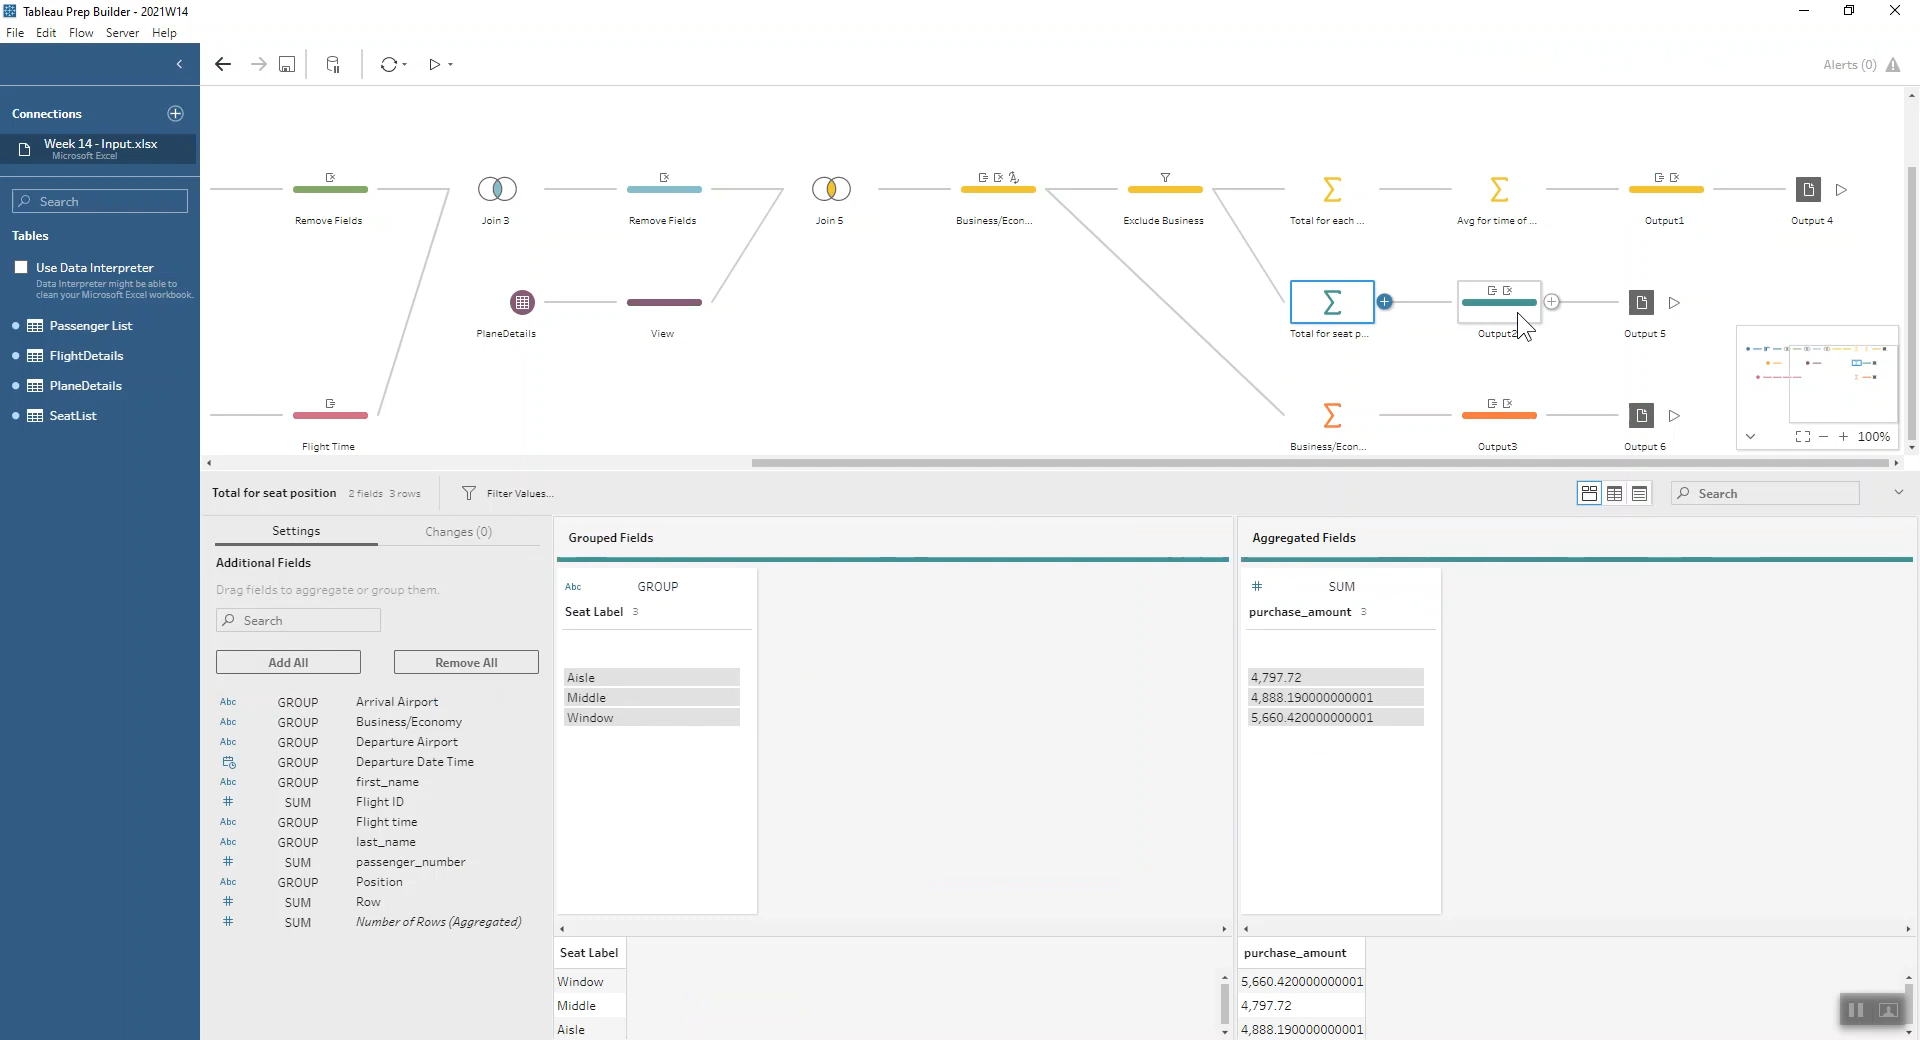 Tableau Prep Builder - 2021W14
File Edit Flow Server Help
Alerts (0)
Connections
Week 14 - Input.xlsx
Microsoft Excel
Search
Tables
Use Data Interpreter
Data Interpreter might be able to
clean your Microsoft Excel workbook.
Passenger List
FlightDetails
PlaneDetails
SeatList
Remove Fields
Join 3
Remove Fields
Join 5
Business/Econ...
Exclude Business
Total for each ...
Avg for time of ...
Output1
Output 4
PlaneDetails
View
Total for seat p...
Output2
Output 5
Flight Time
Business/Econ...
Output3
Output 6
100%
Total for seat position 2 fields 3 rows
Filter Values...
Search
Settings
Changes (0)
Additional Fields
Drag fields to aggregate or group them.
Search
Add All
Remove All
Abc GROUP Arrival Airport
Abc GROUP Business/Economy
Abc GROUP Departure Airport
GROUP Departure Date Time
Abc GROUP first_name
# SUM Flight ID
Abc GROUP Flight time
Abc GROUP last_name
# SUM passenger_number
Abc GROUP Position
# SUM Row
# SUM Number of Rows (Aggregated)
Grouped Fields
Abc GROUP
Seat Label 3
Aisle
Middle
Window
Seat Label
Window
Middle
Aisle
Aggregated Fields
# SUM
purchase_amount 3
4,797.72
4,888.190000000001
5,660.420000000001
purchase_amount
5,660.420000000001
4,797.72
4,888.190000000001